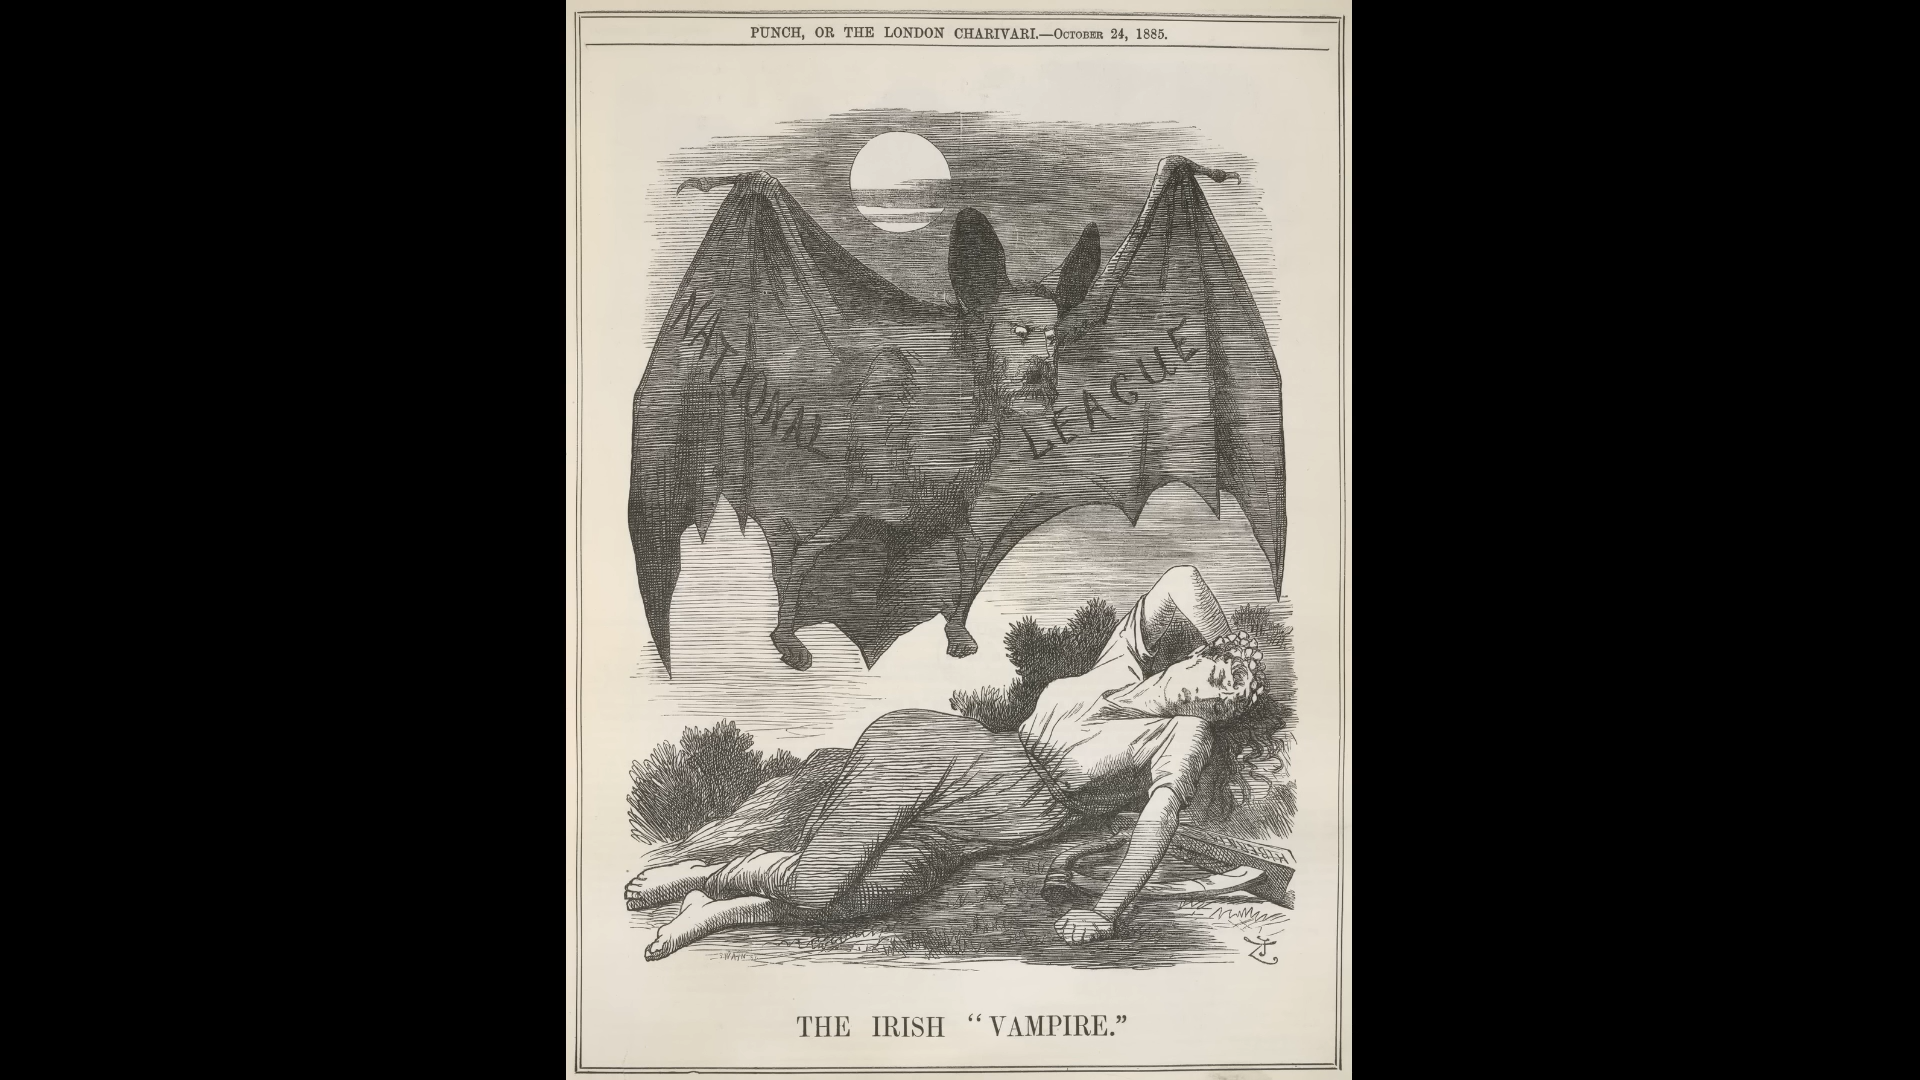 PUNCH, OR THE LONDON CHARIVARI.—OCTOBER 24, 1885.
NATIONAL
LEAGUE
THE IRISH “VAMPIRE.”